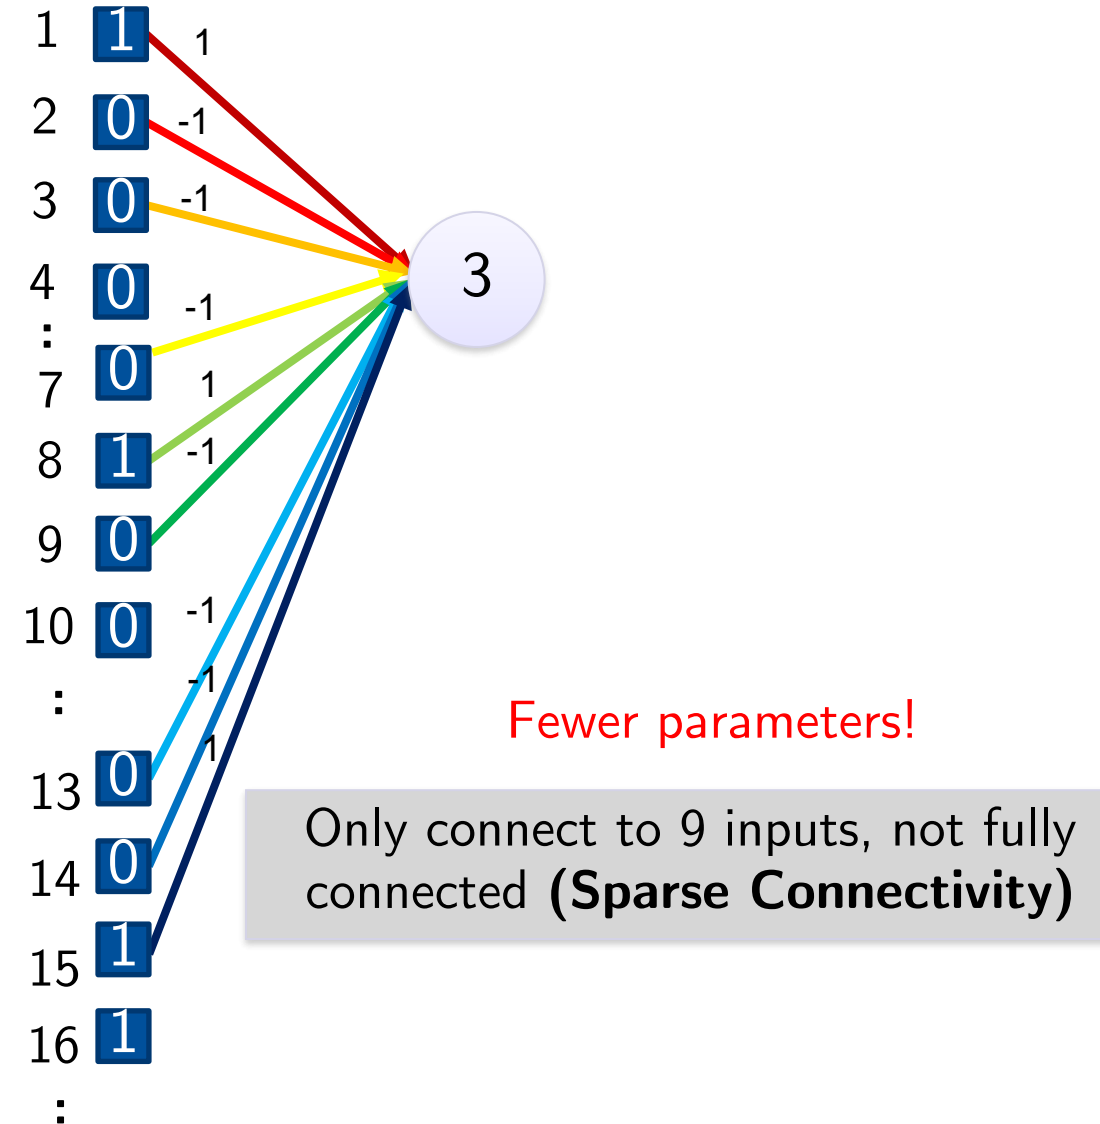 1 1 1
2 0 -1
3 0 -1
3
4 0
:
-1
7 0
1
8 1 -1
9 0
10 0 -1
:
-1
Fewer parameters!
1
13 0
Only connect to 9 inputs, not fully
14 0
connected (Sparse Connectivity)
15 1
16 1
: